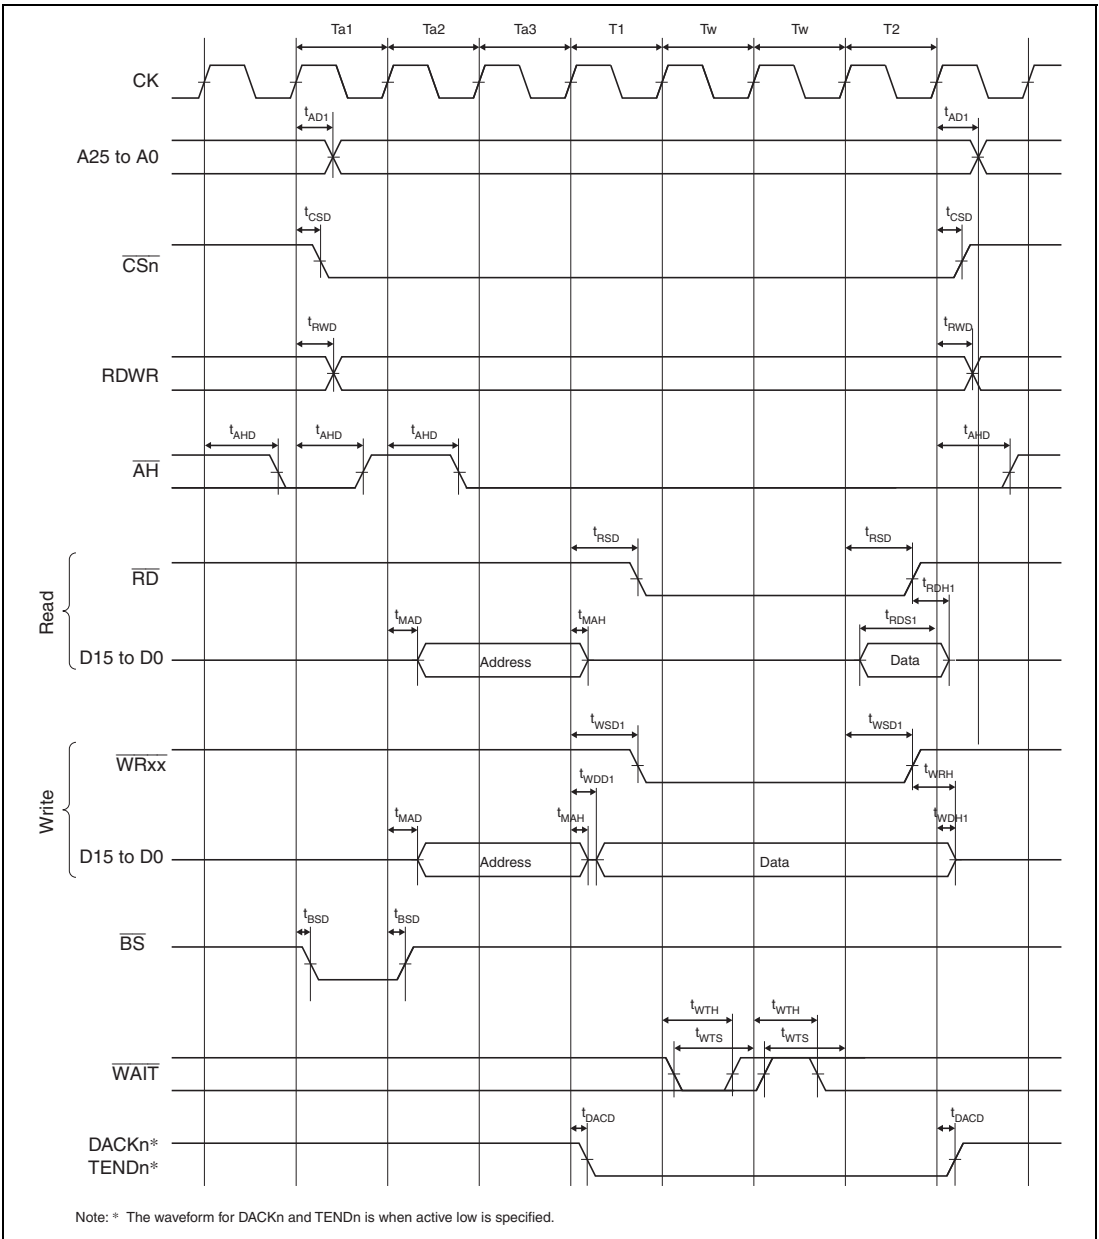 Ta1 Ta2 Ta3 T1 Tw Tw T2
CK
tAD1 tAD1
A25 to A0
tCSD tCSD
CSn
tRWD tRWD
RDWR
tAHD tAHD tAHD tAHD
AH
tRSD tRSD
RD
tRDH1
Read
tMAD tMAH tRDS1
D15 to D0 Address Data
tWSD1 tWSD1
WRxx
tWDD1 tWRH
Write
tMAD tMAH tWDH1
D15 to D0 Address Data
tBSD tBSD
BS
tWTH tWTH
tWTS tWTS
WAIT
tDACD tDACD
DACKn*
TENDn*
Note: * The waveform for DACKn and TENDn is when active low is specified.